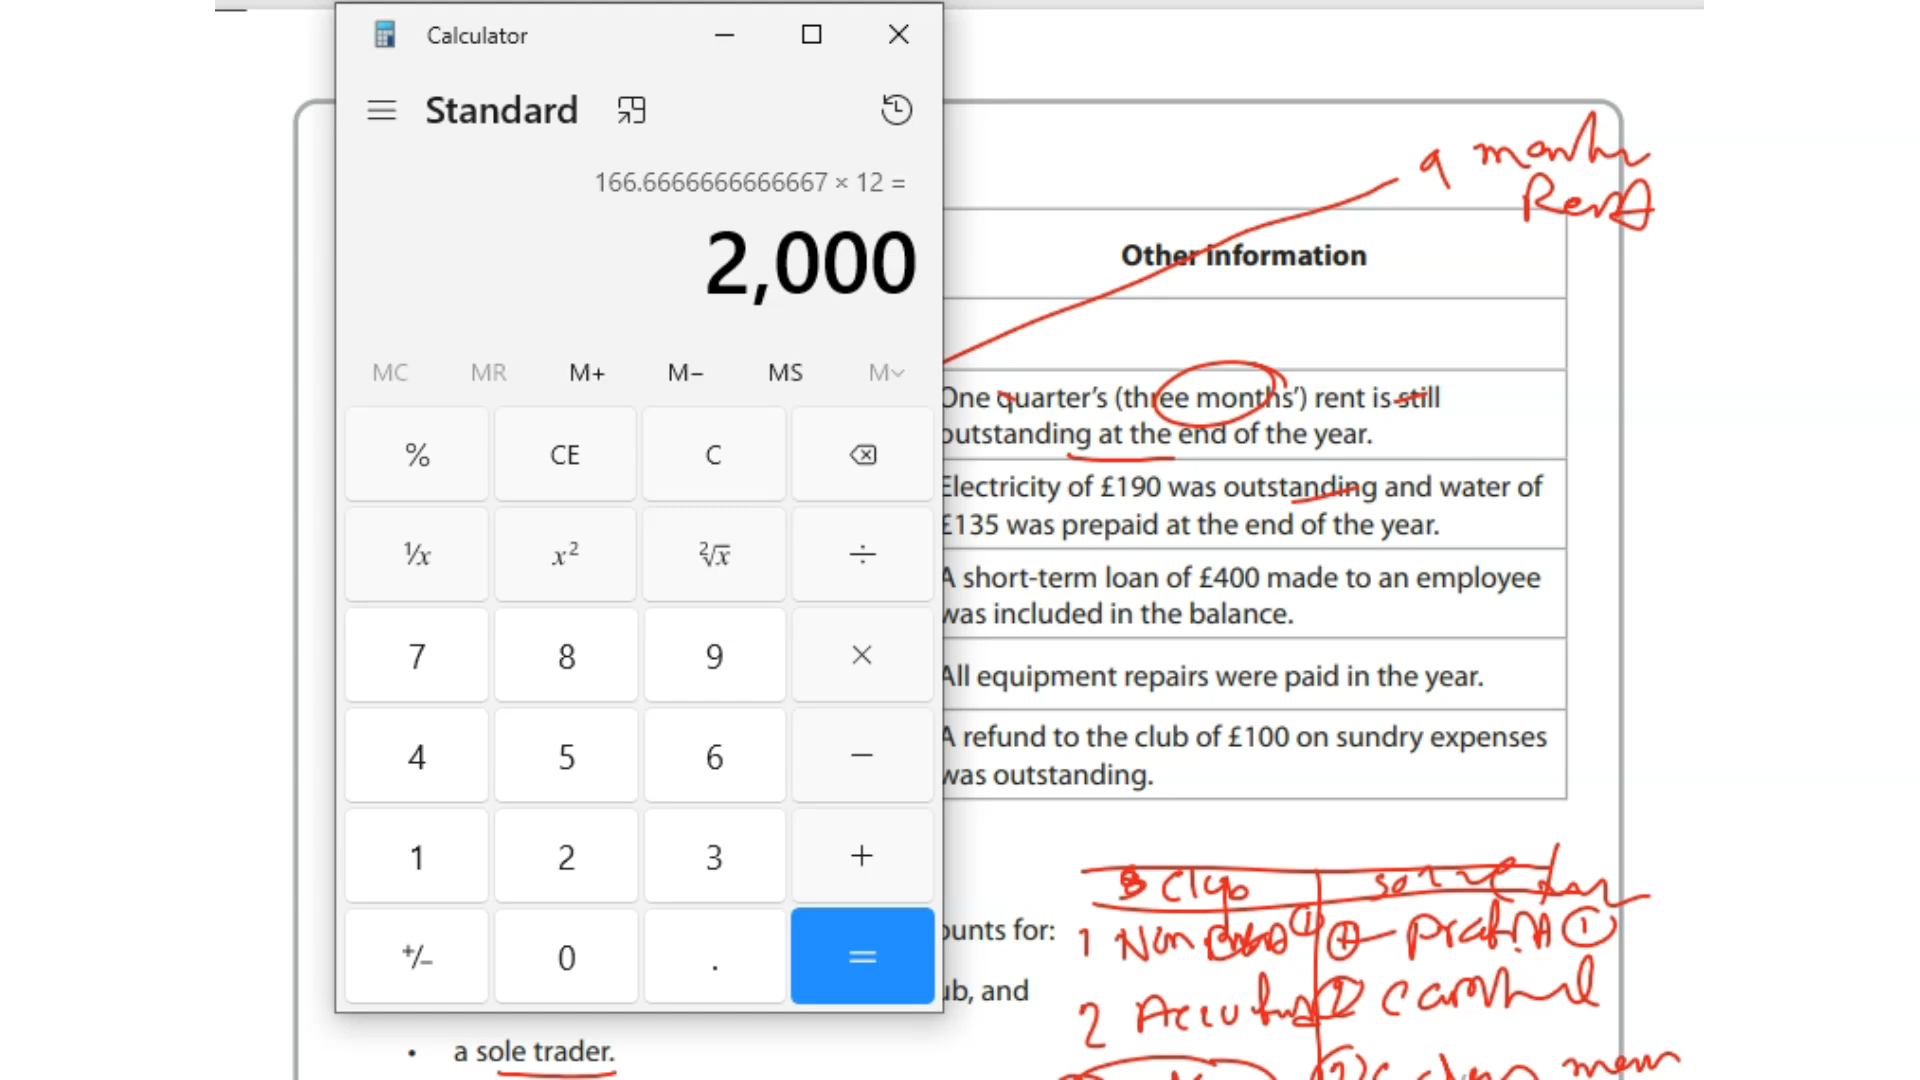 Calculator
Standard
166.6666666666667 × 12 =
2,000
MC MR M+ M− MS M
% CE C
¹⁄x x² ²√x ÷
7 8 9 ×
4 5 6 −
1 2 3 +
+/− 0 . =
9 months
Rent
Other information
One quarter’s (three months’) rent is still
outstanding at the end of the year.
Electricity of £190 was outstanding and water of
£135 was prepaid at the end of the year.
A short-term loan of £400 made to an employee
was included in the balance.
All equipment repairs were paid in the year.
A refund to the club of £100 on sundry expenses
was outstanding.
Club
ounts for:
1 Non ① ① Profit ①
ub, and
2 ②
• a sole trader.